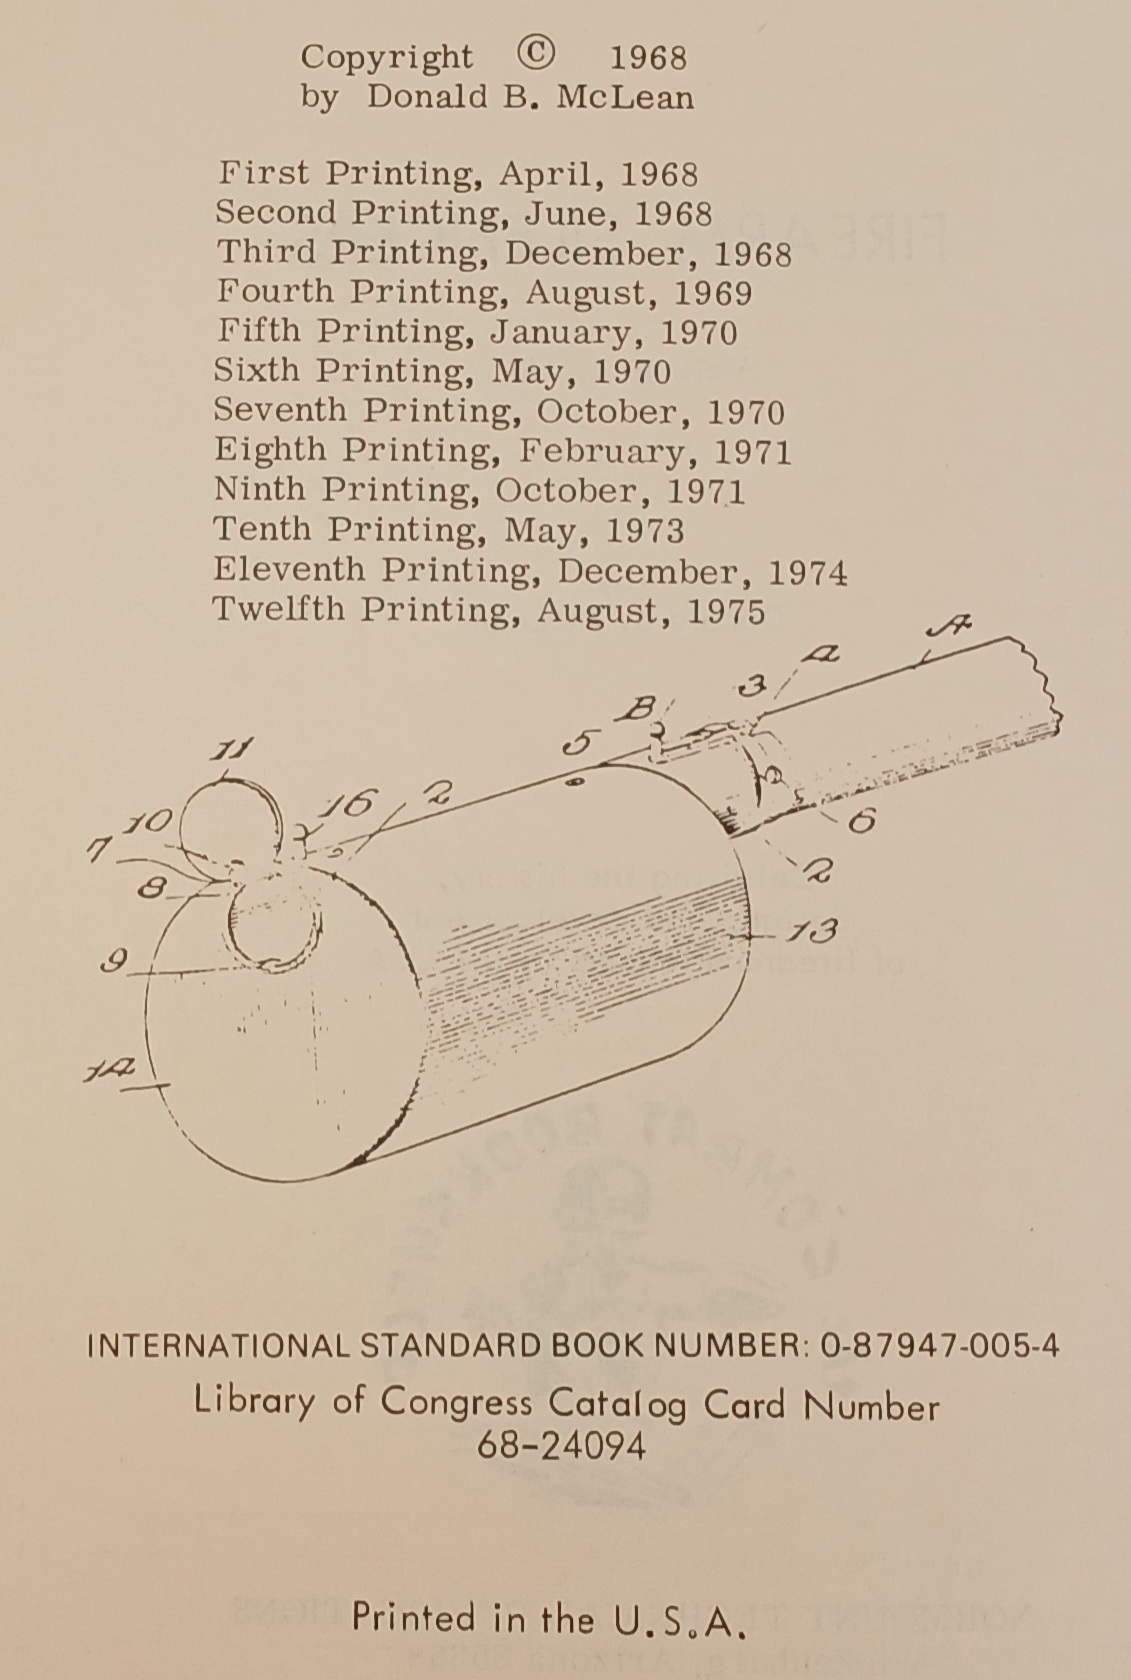 Copyright © 1968
by Donald B. McLean
First Printing, April, 1968
Second Printing, June, 1968
Third Printing, December, 1968
Fourth Printing, August, 1969
Fifth Printing, January, 1970
Sixth Printing, May, 1970
Seventh Printing, October, 1970
Eighth Printing, February, 1971
Ninth Printing, October, 1971
Tenth Printing, May, 1973
Eleventh Printing, December, 1974
Twelfth Printing, August, 1975
A
a
3
B
5
11
16
2
10
7
8
6
2
13
9
14
INTERNATIONAL STANDARD BOOK NUMBER: 0-87947-005-4
Library of Congress Catalog Card Number
68-24094
Printed in the U.S.A.